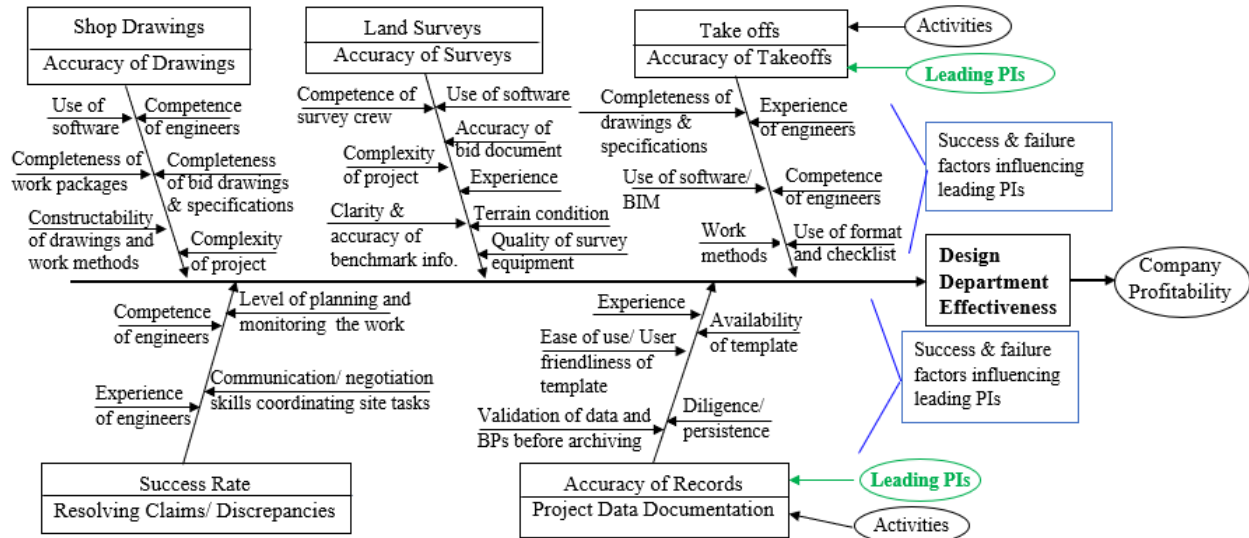 Shop Drawings
Accuracy of Drawings
Land Surveys
Accuracy of Surveys
Take offs
Accuracy of Takeoffs
Activities
Leading PIs
Use of
software
Competence
of engineers
Completeness of
work packages
Completeness
of bid drawings
& specifications
Constructability
of drawings and
work methods
Complexity
of project
Competence of
survey crew
Use of software
Accuracy of
bid document
Complexity
of project
Experience
Clarity &
accuracy of
benchmark info.
Terrain condition
Quality of survey
equipment
Completeness of
drawings &
specifications
Experience
of engineers
Use of software/
BIM
Competence
of engineers
Work
methods
Use of format
and checklist
Success & failure
factors influencing
leading PIs
Design
Department
Effectiveness
Company
Profitability
Level of planning and
monitoring the work
Competence
of engineers
Communication/ negotiation
skills coordinating site tasks
Experience
of engineers
Experience
Availability
of template
Ease of use/ User
friendliness of
template
Diligence/
persistence
Validation of data and
BPs before archiving
Success & failure
factors influencing
leading PIs
Success Rate
Resolving Claims/ Discrepancies
Accuracy of Records
Project Data Documentation
Leading PIs
Activities